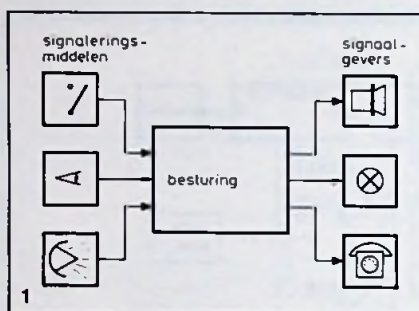 signalerings-
middelen
signaal-
gevers
besturing
1